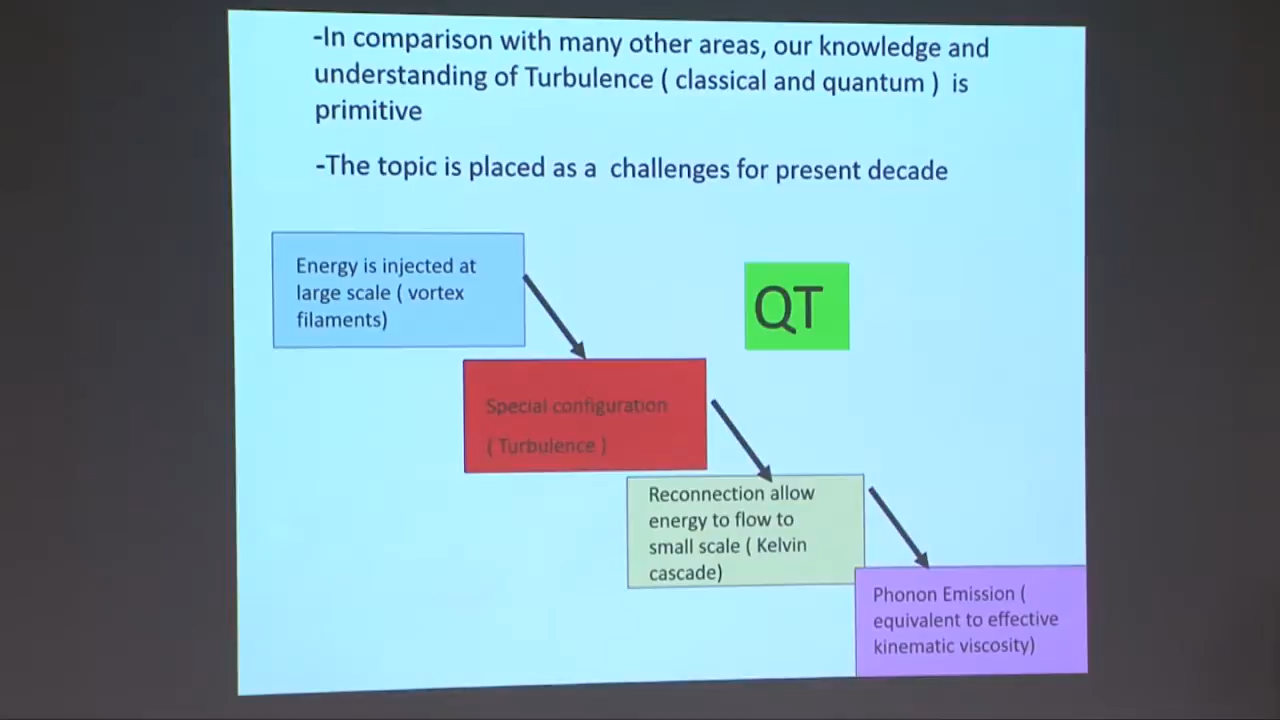 -In comparison with many other areas, our knowledge and
understanding of Turbulence ( classical and quantum ) is
primitive
-The topic is placed as a challenges for present decade
Energy is injected at
large scale ( vortex
filaments)
QT
Special configuration
( Turbulence )
Reconnection allow
energy to flow to
small scale ( Kelvin
cascade)
Phonon Emission (
equivalent to effective
kinematic viscosity)